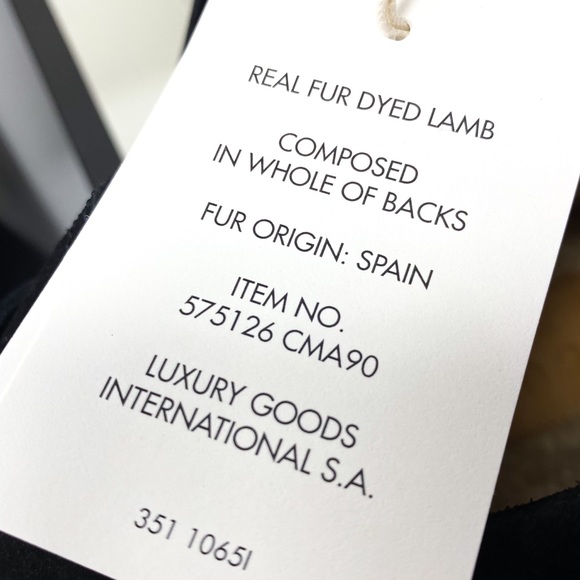 REAL FUR DYED LAMB
COMPOSED
IN WHOLE OF BACKS
FUR ORIGIN: SPAIN
ITEM NO.
575126 CMA90
LUXURY GOODS
INTERNATIONAL S.A.
351 1065I